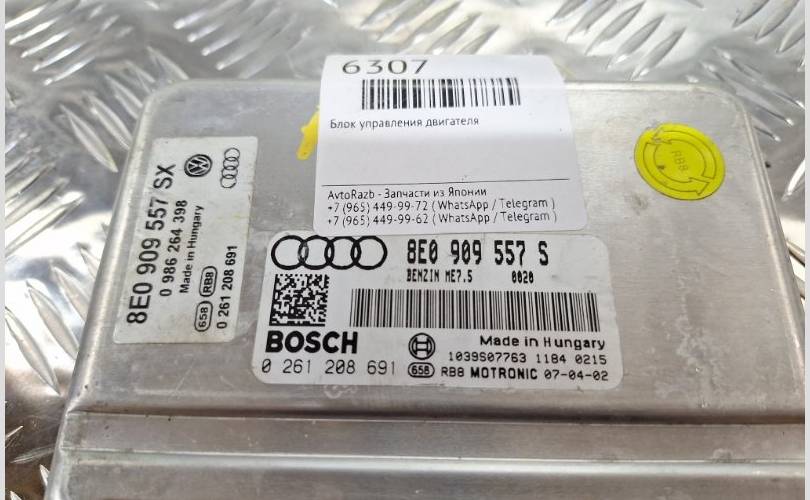 6307
Блок управления двигателя
AvtoRazb - Запчасти из Японии
+7 (965) 449-99-72 ( WhatsApp / Telegram )
+7 (965) 449-99-62 ( WhatsApp / Telegram )
RB8
8E0 909 557 SX
0 986 264 398
Made in Hungary
658 RB8
0 261 208 691
8E0 909 557 S
BENZIN ME7.5 0020
BOSCH
Made in Hungary
1039S07763 1184 0215
0 261 208 691 658 RB8 MOTRONIC 07-04-02